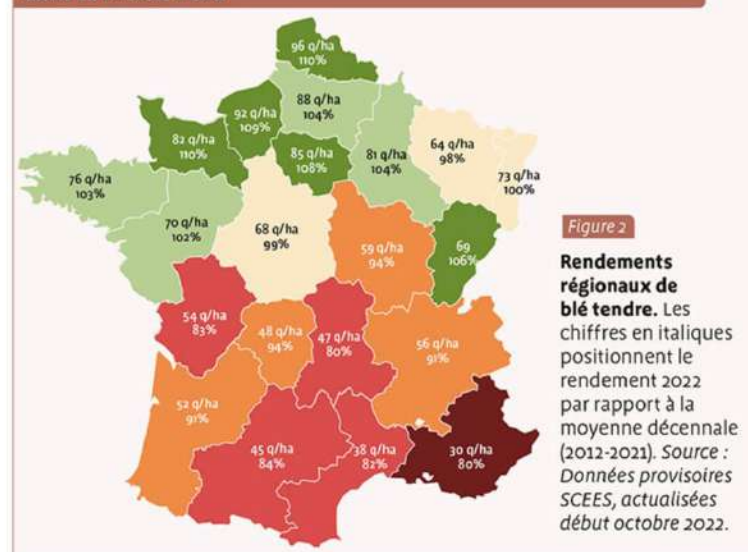 96 q/ha
110%
88 q/ha
104%
92 q/ha
109%
82 q/ha
110%
85 q/ha
108%
81 q/ha
104%
64 q/ha
98%
73 q/ha
100%
76 q/ha
103%
70 q/ha
102%
68 q/ha
99%
59 q/ha
94%
69
106%
54 q/ha
83%
48 q/ha
94%
47 q/ha
80%
56 q/ha
91%
52 q/ha
91%
45 q/ha
84%
38 q/ha
82%
30 q/ha
80%
Figure 2
Rendements
régionaux de
blé tendre. Les
chiffres en italiques
positionnent le
rendement 2022
par rapport à la
moyenne décennale
(2012-2021). Source :
Données provisoires
SCEES, actualisées
début octobre 2022.